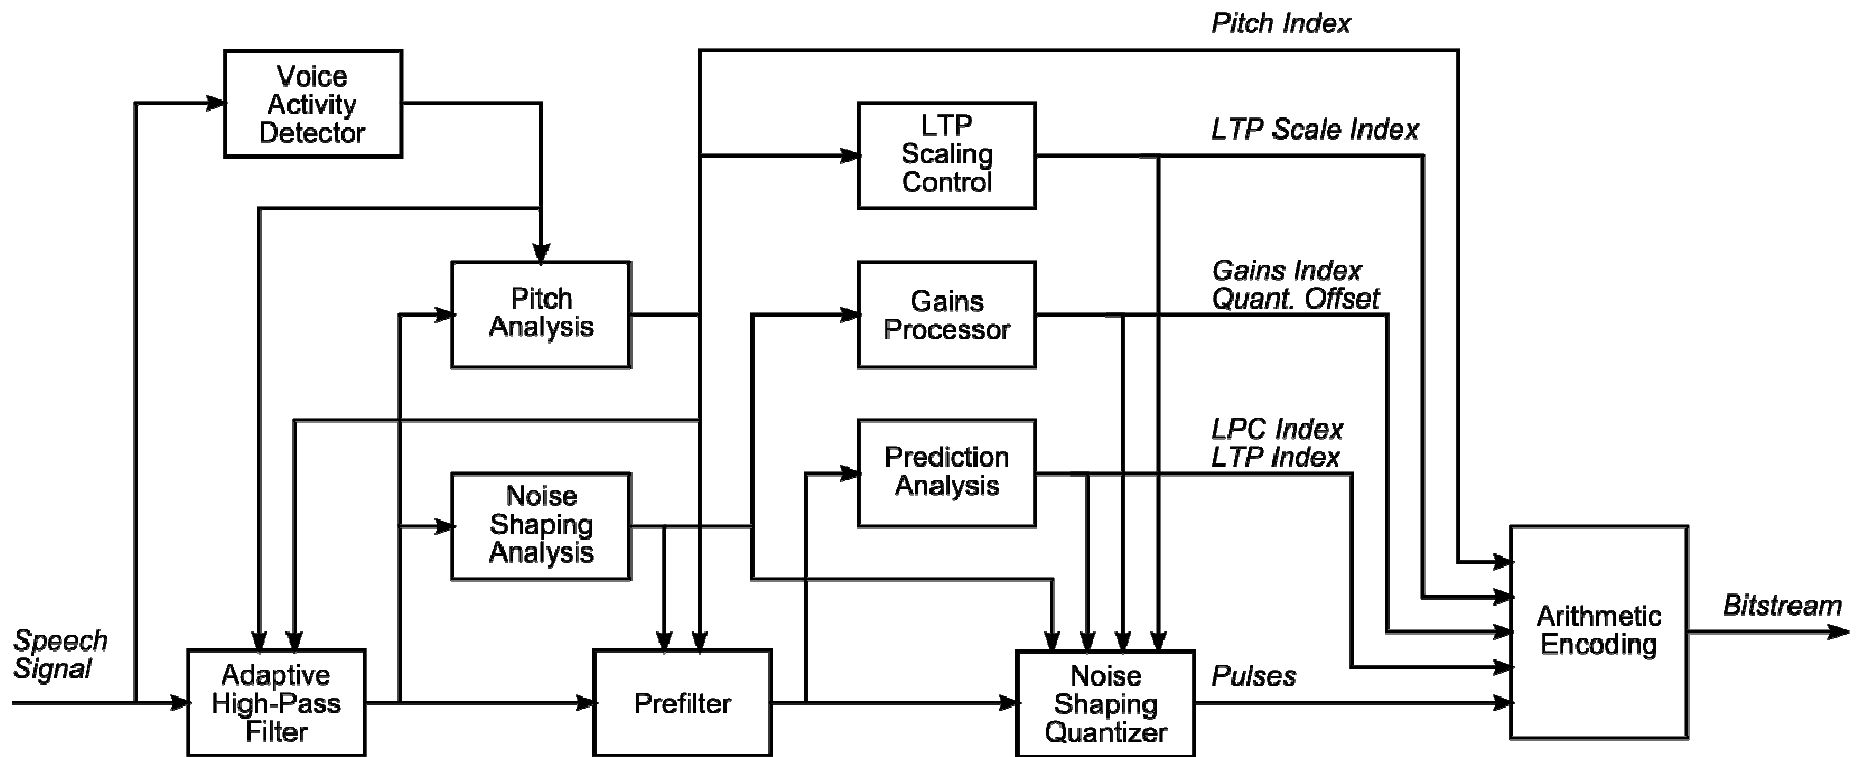 Pitch Index
Voice
Activity
Detector
LTP
Scaling
Control
LTP Scale Index
Pitch
Analysis
Gains
Processor
Gains Index
Quant. Offset
Noise
Shaping
Analysis
Prediction
Analysis
LPC Index
LTP Index
Speech
Signal
Adaptive
High-Pass
Filter
Prefilter
Noise
Shaping
Quantizer
Pulses
Arithmetic
Encoding
Bitstream